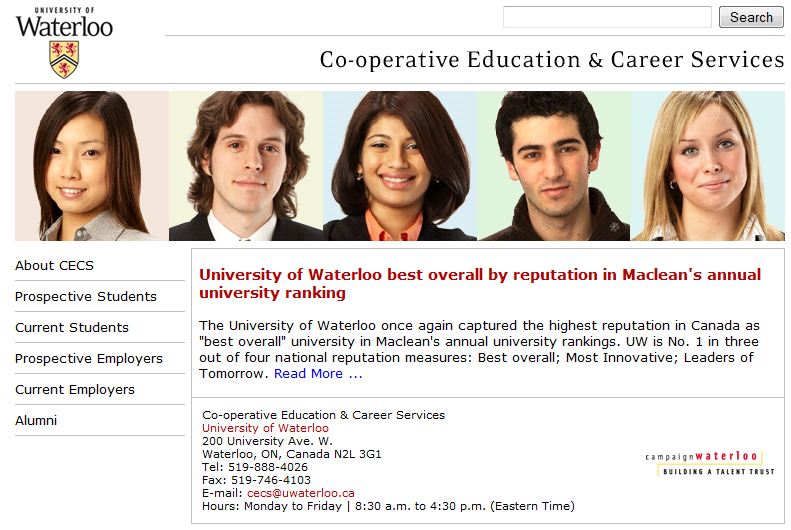 UNIVERSITY OF
Waterloo
Search
Co-operative Education & Career Services
About CECS
Prospective Students
Current Students
Prospective Employers
Current Employers
Alumni
University of Waterloo best overall by reputation in Maclean's annual
university ranking
The University of Waterloo once again captured the highest reputation in Canada as
"best overall" university in Maclean's annual university rankings. UW is No. 1 in three
out of four national reputation measures: Best overall; Most Innovative; Leaders of
Tomorrow. Read More ...
Co-operative Education & Career Services
University of Waterloo
200 University Ave. W.
Waterloo, ON, Canada N2L 3G1
Tel: 519-888-4026
Fax: 519-746-4103
E-mail: cecs@uwaterloo.ca
Hours: Monday to Friday | 8:30 a.m. to 4:30 p.m. (Eastern Time)
campaignwaterloo
BUILDING A TALENT TRUST